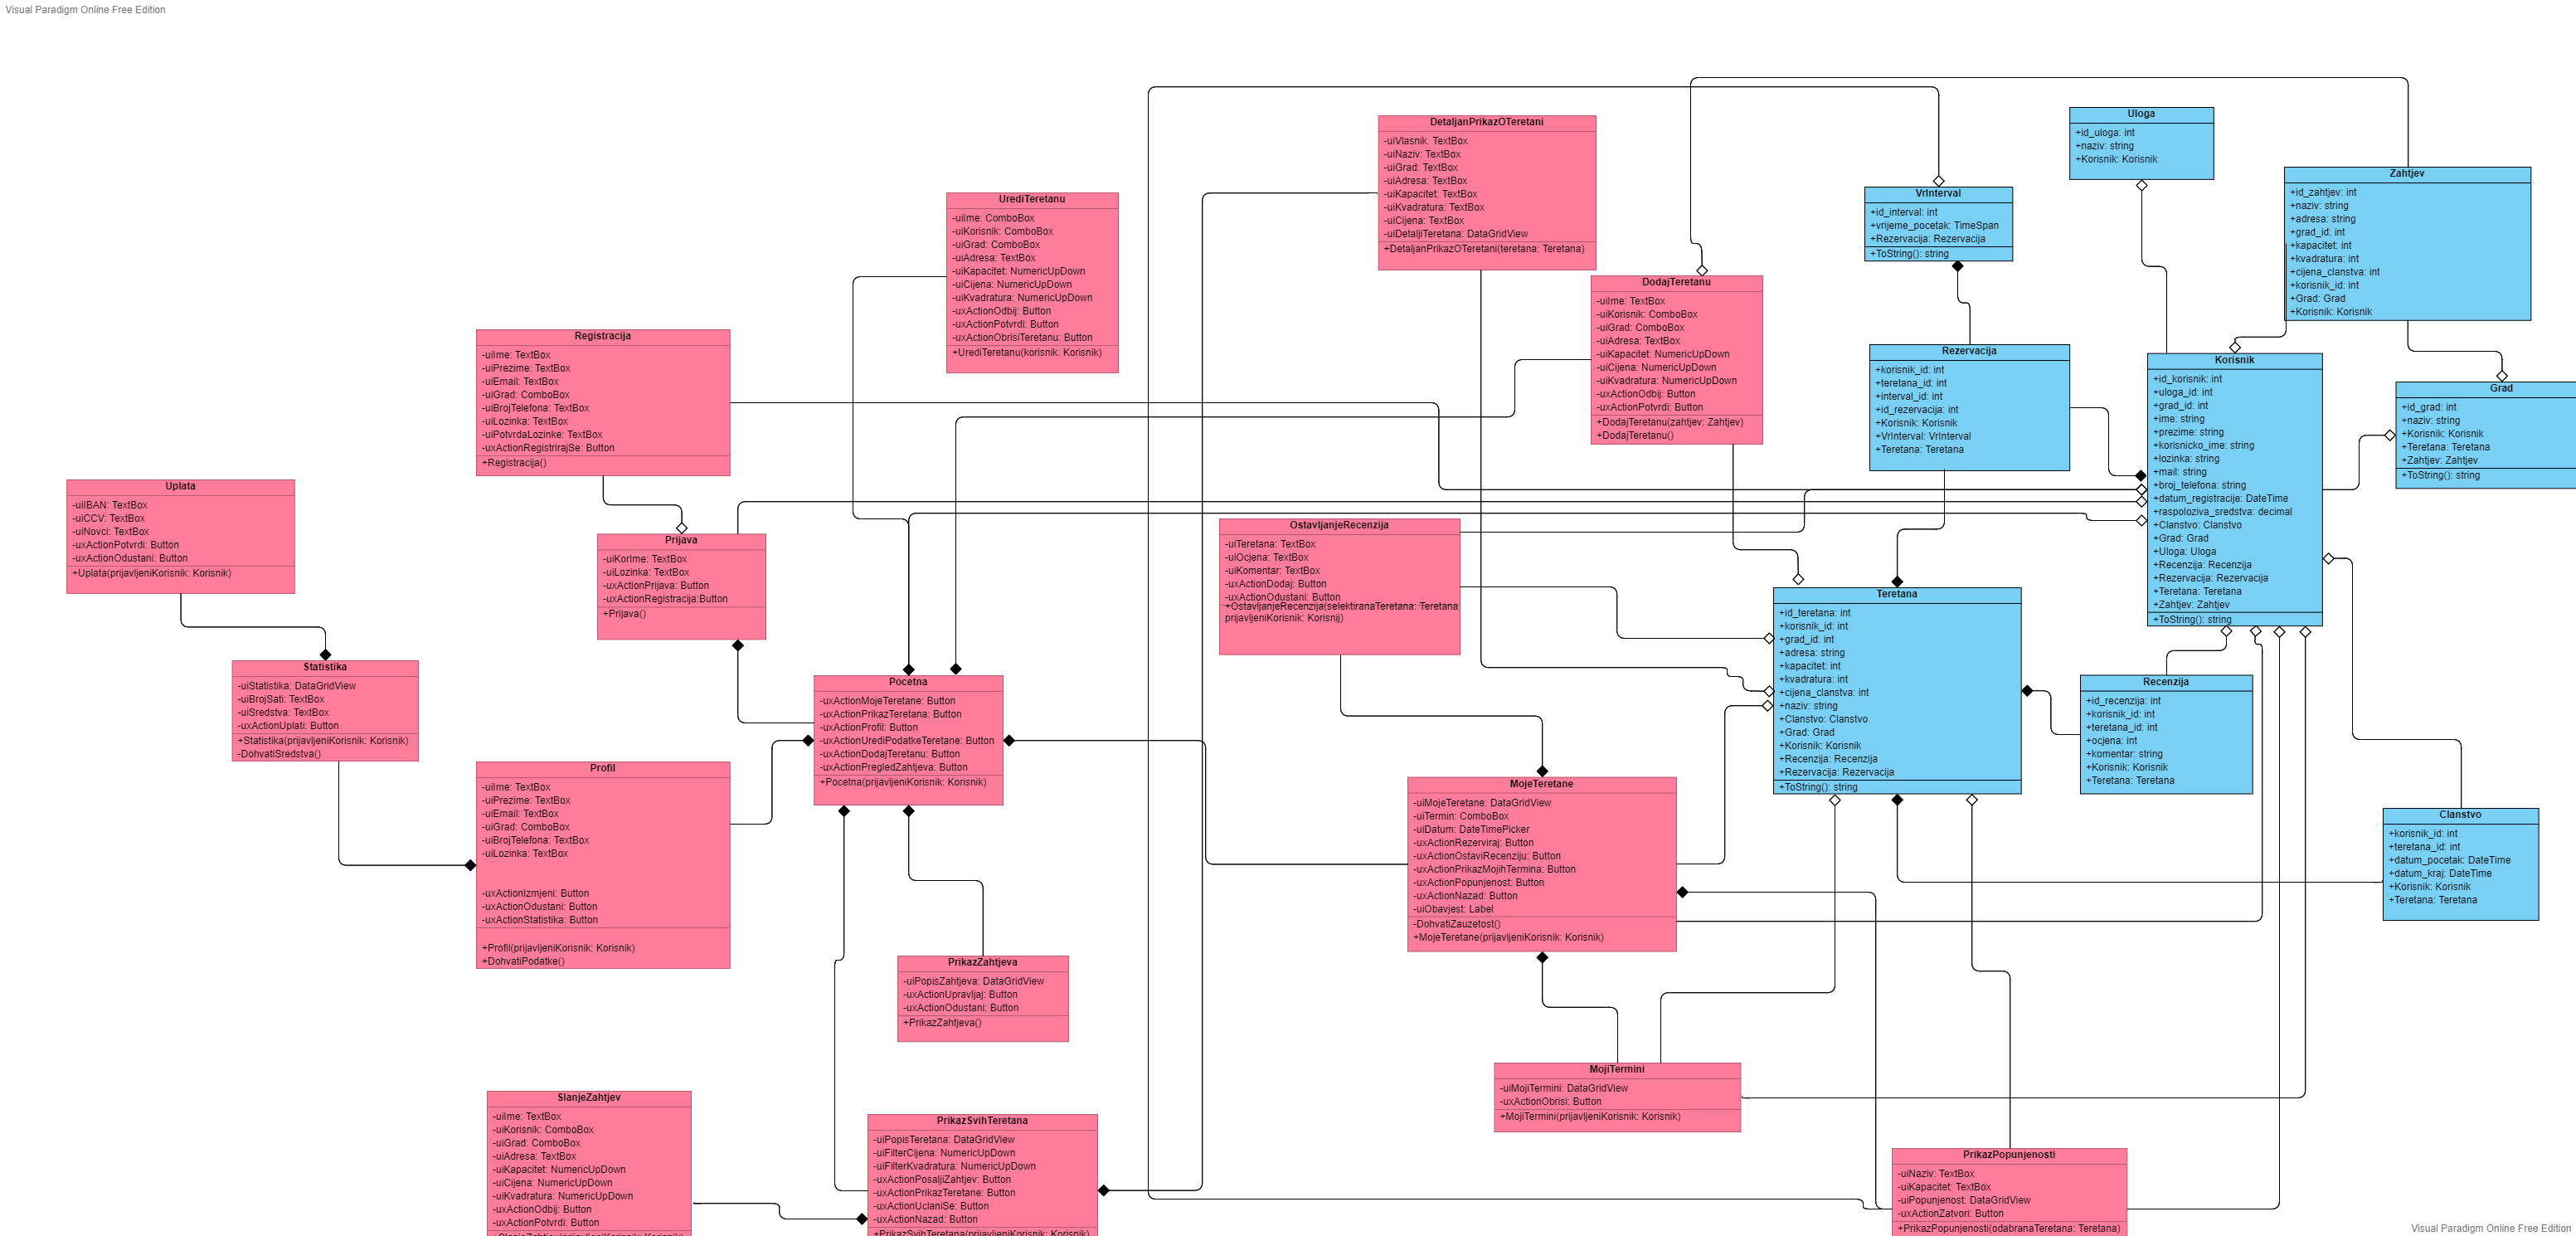 Visual Paradigm Online Free Edition
DetaljanPrikazOTeretani
-uiVlasnik: TextBox
-uiNaziv: TextBox
-uiGrad: TextBox
-uiAdresa: TextBox
-uiKapacitet: TextBox
-uiKvadratura: TextBox
-uiCijena: TextBox
-uiDetaljiTeretana: DataGridView
+DetaljanPrikazOTeretani(teretana: Teretana)
Uloga
+id_uloga: int
+naziv: string
+Korisnik: Korisnik
Zahtjev
+id_zahtjev: int
+naziv: string
+adresa: string
+grad_id: int
+kapacitet: int
+kvadratura: int
+cijena_clanstva: int
+korisnik_id: int
+Grad: Grad
+Korisnik: Korisnik
VrInterval
+id_interval: int
+vrijeme_pocetak: TimeSpan
+Rezervacija: Rezervacija
+ToString(): string
UrediTeretanu
-uiIme: ComboBox
-uiKorisnik: ComboBox
-uiGrad: ComboBox
-uiAdresa: TextBox
-uiKapacitet: NumericUpDown
-uiCijena: NumericUpDown
-uiKvadratura: NumericUpDown
-uxActionOdbij: Button
-uxActionPotvrdi: Button
-uxActionObrisiTeretanu: Button
+UrediTeretanu(korisnik: Korisnik)
DodajTeretanu
-uiIme: TextBox
-uiKorisnik: ComboBox
-uiGrad: ComboBox
-uiAdresa: TextBox
-uiKapacitet: NumericUpDown
-uiCijena: NumericUpDown
-uiKvadratura: NumericUpDown
-uxActionOdbij: Button
-uxActionPotvrdi: Button
+DodajTeretanu(zahtjev: Zahtjev)
+DodajTeretanu()
Registracija
-uiIme: TextBox
-uiPrezime: TextBox
-uiEmail: TextBox
-uiGrad: ComboBox
-uiBrojTelefona: TextBox
-uiLozinka: TextBox
-uiPotvrdaLozinke: TextBox
-uxActionRegistrirajSe: Button
+Registracija()
Rezervacija
+korisnik_id: int
+teretana_id: int
+interval_id: int
+id_rezervacija: int
+Korisnik: Korisnik
+VrInterval: VrInterval
+Teretana: Teretana
Korisnik
+id_korisnik: int
+uloga_id: int
+grad_id: int
+ime: string
+prezime: string
+korisnicko_ime: string
+lozinka: string
+mail: string
+broj_telefona: string
+datum_registracije: DateTime
+raspoloziva_sredstva: decimal
+Clanstvo: Clanstvo
+Grad: Grad
+Uloga: Uloga
+Recenzija: Recenzija
+Rezervacija: Rezervacija
+Teretana: Teretana
+Zahtjev: Zahtjev
+ToString(): string
Grad
+id_grad: int
+naziv: string
+Korisnik: Korisnik
+Teretana: Teretana
+Zahtjev: Zahtjev
+ToString(): string
Uplata
-uiIBAN: TextBox
-uiCCV: TextBox
-uiNovci: TextBox
-uxActionPotvrdi: Button
-uxActionOdustani: Button
+Uplata(prijavljeniKorisnik: Korisnik)
Prijava
-uiKorIme: TextBox
-uiLozinka: TextBox
-uxActionPrijava: Button
-uxActionRegistracija:Button
+Prijava()
OstavljanjeRecenzija
-uiTeretana: TextBox
-uiOcjena: TextBox
-uiKomentar: TextBox
-uxActionDodaj: Button
-uxActionOdustani: Button
+OstavljanjeRecenzija(selektiranaTeretana: Teretana
prijavljeniKorisnik: Korisnij)
Teretana
+id_teretana: int
+korisnik_id: int
+grad_id: int
+adresa: string
+kapacitet: int
+kvadratura: int
+cijena_clanstva: int
+naziv: string
+Clanstvo: Clanstvo
+Grad: Grad
+Korisnik: Korisnik
+Recenzija: Recenzija
+Rezervacija: Rezervacija
+ToString(): string
Statistika
-uiStatistika: DataGridView
-uiBrojSati: TextBox
-uiSredstva: TextBox
-uxActionUplati: Button
+Statistika(prijavljeniKorisnik: Korisnik)
-DohvatiSredstva()
Pocetna
-uxActionMojeTeretane: Button
-uxActionPrikazTeretana: Button
-uxActionProfil: Button
-uxActionUrediPodatkeTeretane: Button
-uxActionDodajTeretanu: Button
-uxActionPregledZahtjeva: Button
+Pocetna(prijavljeniKorisnik: Korisnik)
Recenzija
+id_recenzija: int
+korisnik_id: int
+teretana_id: int
+ocjena: int
+komentar: string
+Korisnik: Korisnik
+Teretana: Teretana
Profil
-uiIme: TextBox
-uiPrezime: TextBox
-uiEmail: TextBox
-uiGrad: ComboBox
-uiBrojTelefona: TextBox
-uiLozinka: TextBox
-uxActionIzmjeni: Button
-uxActionOdustani: Button
-uxActionStatistika: Button
+Profil(prijavljeniKorisnik: Korisnik)
+DohvatiPodatke()
MojeTeretane
-uiMojeTeretane: DataGridView
-uiTermin: ComboBox
-uiDatum: DateTimePicker
-uxActionRezerviraj: Button
-uxActionOstaviRecenziju: Button
-uxActionPrikazMojihTermina: Button
-uxActionPopunjenost: Button
-uxActionNazad: Button
-uiObavjest: Label
-DohvatiZauzetost()
+MojeTeretane(prijavljeniKorisnik: Korisnik)
Clanstvo
+korisnik_id: int
+teretana_id: int
+datum_pocetak: DateTime
+datum_kraj: DateTime
+Korisnik: Korisnik
+Teretana: Teretana
PrikazZahtjeva
-uiPopisZahtjeva: DataGridView
-uxActionUpravljaj: Button
-uxActionOdustani: Button
+PrikazZahtjeva()
MojiTermini
-uiMojiTermini: DataGridView
-uxActionObrisi: Button
+MojiTermini(prijavljeniKorisnik: Korisnik)
SlanjeZahtjev
-uiIme: TextBox
-uiKorisnik: ComboBox
-uiGrad: ComboBox
-uiAdresa: TextBox
-uiKapacitet: NumericUpDown
-uiCijena: NumericUpDown
-uiKvadratura: NumericUpDown
-uxActionOdbij: Button
-uxActionPotvrdi: Button
PrikazSvihTeretana
-uiPopisTeretana: DataGridView
-uiFilterCijena: NumericUpDown
-uiFilterKvadratura: NumericUpDown
-uxActionPosaljiZahtjev: Button
-uxActionPrikazTeretane: Button
-uxActionUclaniSe: Button
-uxActionNazad: Button
+PrikazSvihTeretana(prijavljeniKorisnik: Korisnik)
PrikazPopunjenosti
-uiNaziv: TextBox
-uiKapacitet: TextBox
-uiPopunjenost: DataGridView
-uxActionZatvori: Button
+PrikazPopunjenosti(odabranaTeretana: Teretana)
Visual Paradigm Online Free Edition